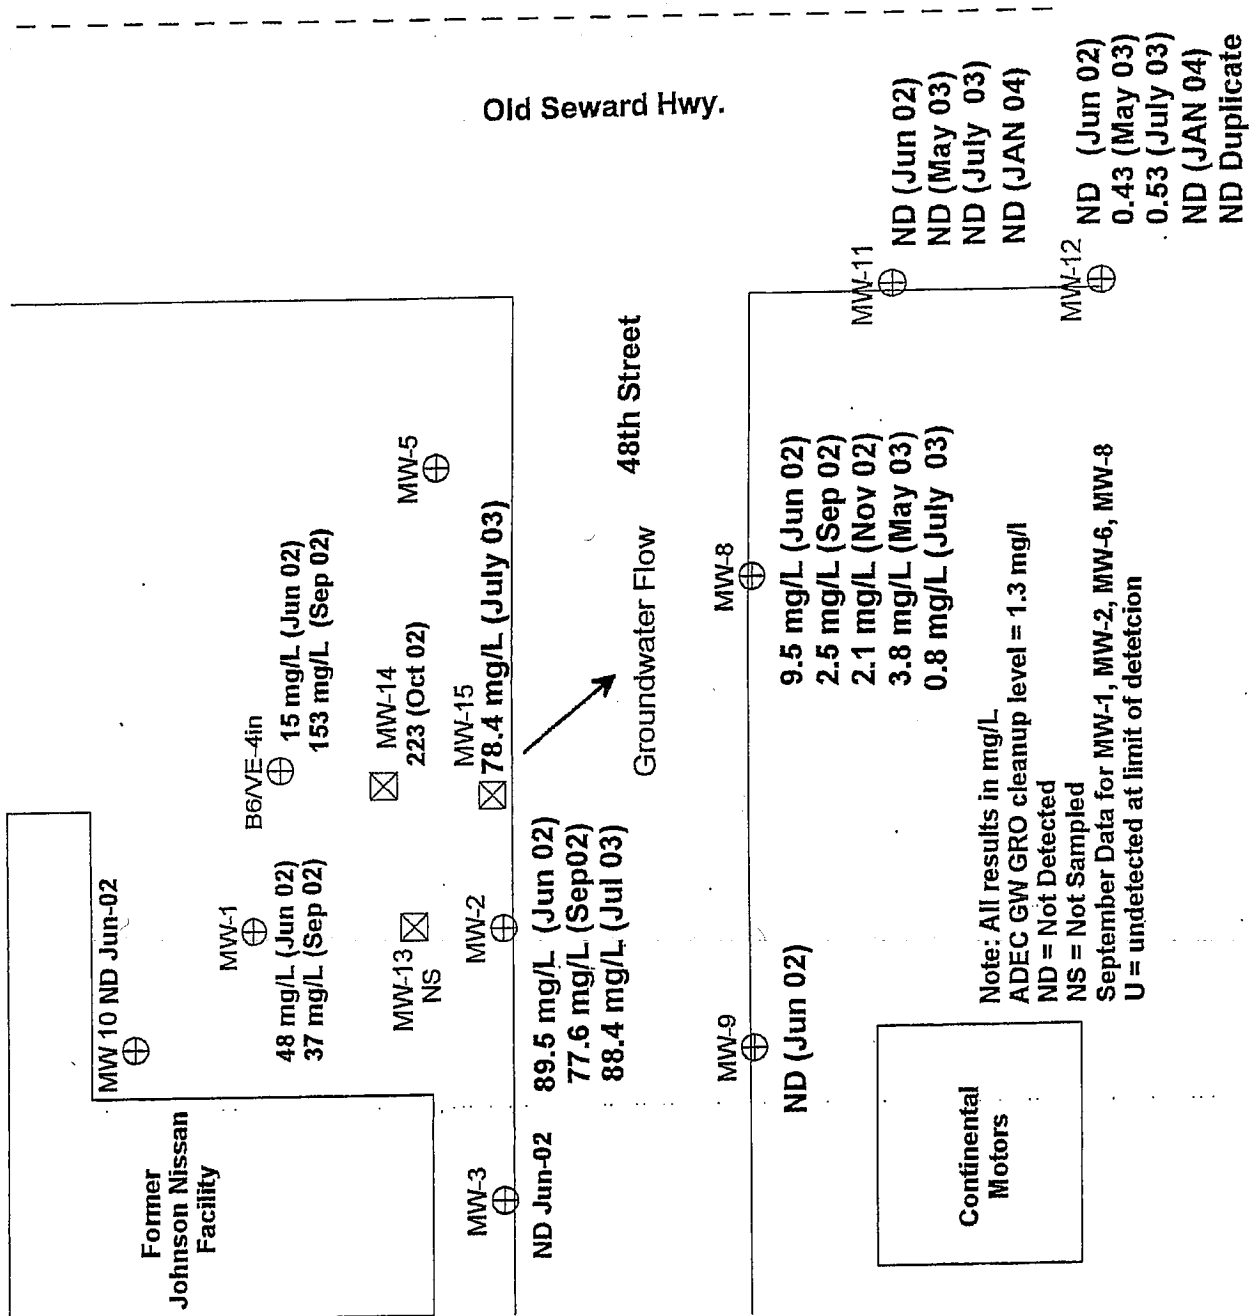 Old Seward Hwy.
Former
Johnson Nissan
Facility
MW 10 ND Jun-02
MW-1
48 mg/L (Jun 02)
37 mg/L (Sep 02)
B6/VE-4in
15 mg/L (Jun 02)
153 mg/L (Sep 02)
MW-14
223 (Oct 02)
MW-5
MW-13
NS
MW-15
78.4 mg/L (July 03)
MW-3
ND Jun-02
MW-2
89.5 mg/L (Jun 02)
77.6 mg/L (Sep02)
88.4 mg/L (Jul 03)
Groundwater Flow
48th Street
MW-9
ND (Jun 02)
MW-8
9.5 mg/L (Jun 02)
2.5 mg/L (Sep 02)
2.1 mg/L (Nov 02)
3.8 mg/L (May 03)
0.8 mg/L (July 03)
MW-11
ND (Jun 02)
ND (May 03)
ND (July 03)
ND (JAN 04)
MW-12
ND (Jun 02)
0.43 (May 03)
0.53 (July 03)
ND (JAN 04)
ND Duplicate
Continental
Motors
Note: All results in mg/L
ADEC GW GRO cleanup level = 1.3 mg/l
ND = Not Detected
NS = Not Sampled
September Data for MW-1, MW-2, MW-6, MW-8
U = undetected at limit of detetcion